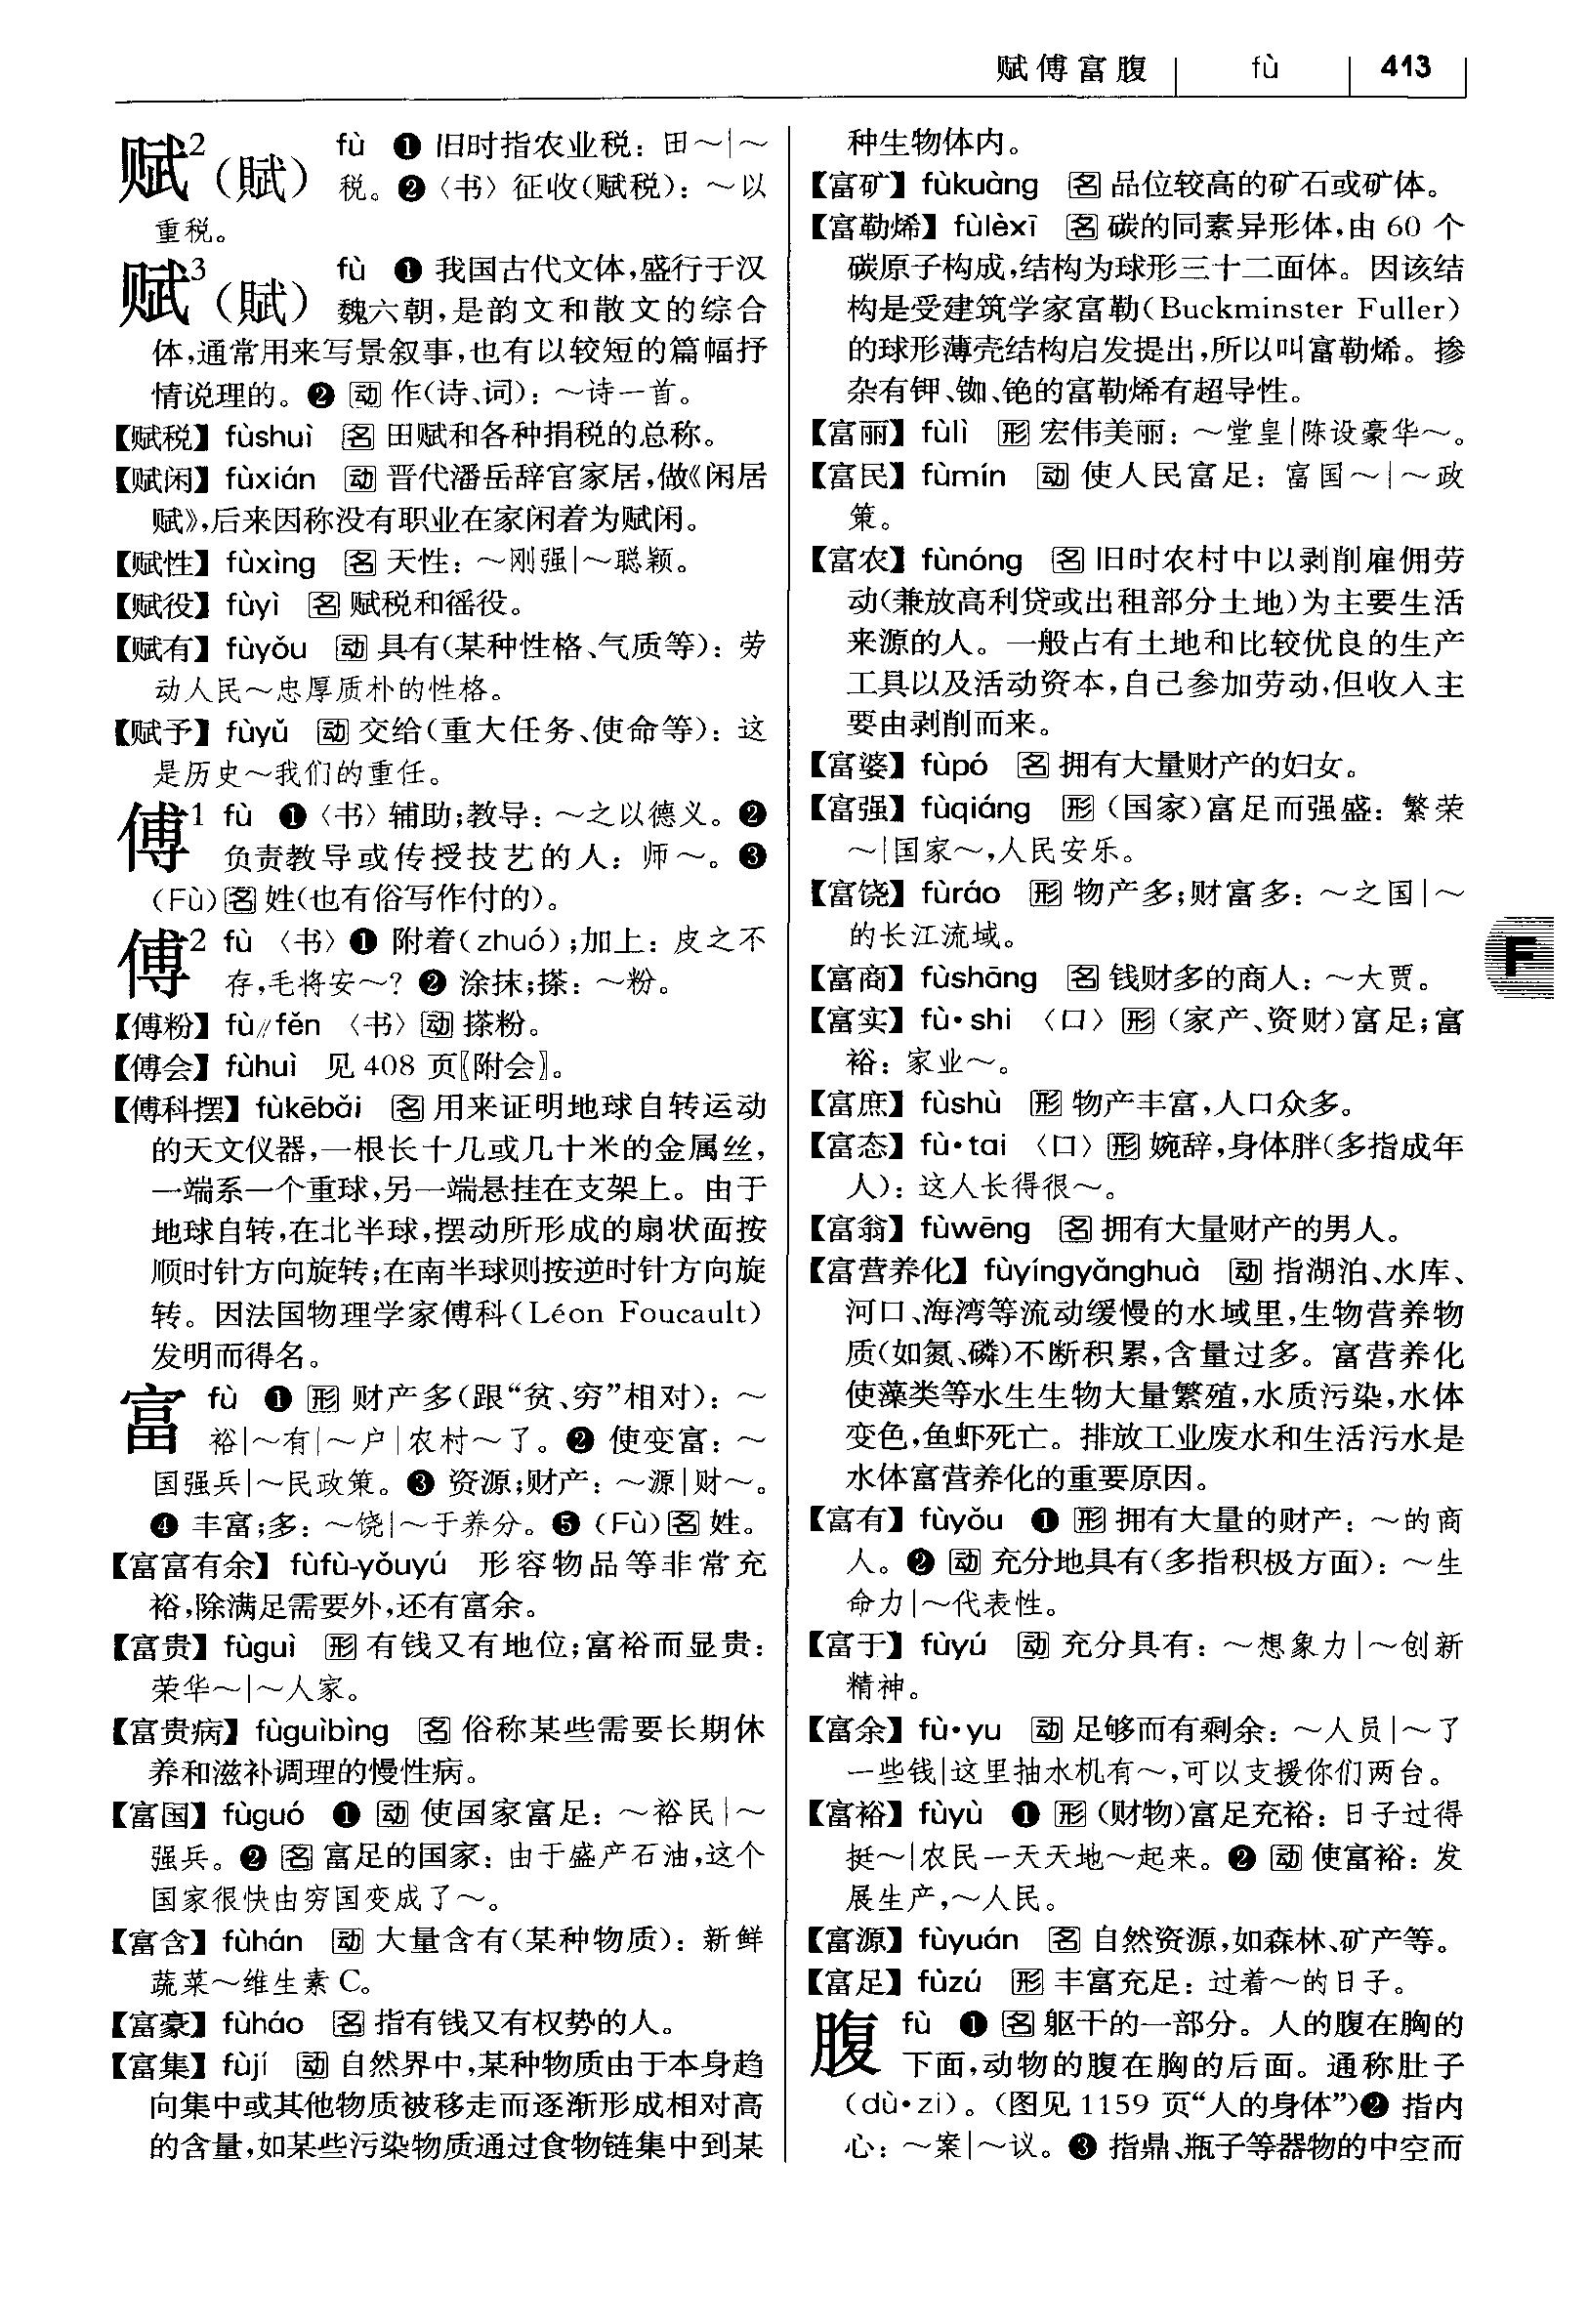 赋傅富腹 fù 413
赋²(賦) fù ❶ 旧时指农业税：田～|～
税。❷〈书〉征收(赋税)：～以
重税。
赋³(賦) fù ❶ 我国古代文体,盛行于汉
魏六朝,是韵文和散文的综合
体,通常用来写景叙事,也有以较短的篇幅抒
情说理的。❷ 动 作(诗、词)：～诗一首。
【赋税】fùshuì 名 田赋和各种捐税的总称。
【赋闲】fùxián 动 晋代潘岳辞官家居,做《闲居
赋》,后来因称没有职业在家闲着为赋闲。
【赋性】fùxìng 名 天性：～刚强|～聪颖。
【赋役】fùyì 名 赋税和徭役。
【赋有】fùyǒu 动 具有(某种性格、气质等)：劳
动人民～忠厚质朴的性格。
【赋予】fùyǔ 动 交给(重大任务、使命等)：这
是历史～我们的重任。
傅¹ fù ❶〈书〉辅助;教导：～之以德义。❷
负责教导或传授技艺的人：师～。❸
(Fù)名 姓(也有俗写作付的)。
傅² fù 〈书〉❶ 附着(zhuó);加上：皮之不
存,毛将安～? ❷ 涂抹;搽：～粉。
【傅粉】fù//fěn 〈书〉动 搽粉。
【傅会】fùhuì 见 408 页〖附会〗。
【傅科摆】fùkēbǎi 名 用来证明地球自转运动
的天文仪器,一根长十几或几十米的金属丝,
一端系一个重球,另一端悬挂在支架上。由于
地球自转,在北半球,摆动所形成的扇状面按
顺时针方向旋转;在南半球则按逆时针方向旋
转。因法国物理学家傅科(Léon Foucault)
发明而得名。
富 fù ❶ 形 财产多(跟“贫、穷”相对)：～
裕|～有|～户|农村～了。❷ 使变富：～
国强兵|～民政策。❸ 资源;财产：～源|财～。
❹ 丰富;多：～饶|～于养分。❺ (Fù)名 姓。
【富富有余】fùfù-yǒuyú 形容物品等非常充
裕,除满足需要外,还有富余。
【富贵】fùguì 形 有钱又有地位;富裕而显贵：
荣华～|～人家。
【富贵病】fùguìbìng 名 俗称某些需要长期休
养和滋补调理的慢性病。
【富国】fùguó ❶ 动 使国家富足：～裕民|～
强兵。❷ 名 富足的国家：由于盛产石油,这个
国家很快由穷国变成了～。
【富含】fùhán 动 大量含有(某种物质)：新鲜
蔬菜～维生素C。
【富豪】fùháo 名 指有钱又有权势的人。
【富集】fùjí 动 自然界中,某种物质由于本身趋
向集中或其他物质被移走而逐渐形成相对高
的含量,如某些污染物质通过食物链集中到某
种生物体内。
【富矿】fùkuàng 名 品位较高的矿石或矿体。
【富勒烯】fùlèxī 名 碳的同素异形体,由60个
碳原子构成,结构为球形三十二面体。因该结
构是受建筑学家富勒(Buckminster Fuller)
的球形薄壳结构启发提出,所以叫富勒烯。掺
杂有钾、铷、铯的富勒烯有超导性。
【富丽】fùlì 形 宏伟美丽：～堂皇|陈设豪华～。
【富民】fùmín 动 使人民富足：富国～|～政
策。
【富农】fùnóng 名 旧时农村中以剥削雇佣劳
动(兼放高利贷或出租部分土地)为主要生活
来源的人。一般占有土地和比较优良的生产
工具以及活动资本,自己参加劳动,但收入主
要由剥削而来。
【富婆】fùpó 名 拥有大量财产的妇女。
【富强】fùqiáng 形 (国家)富足而强盛：繁荣
～|国家～,人民安乐。
【富饶】fùráo 形 物产多;财富多：～之国|～
的长江流域。
【富商】fùshāng 名 钱财多的商人：～大贾。
【富实】fù·shi 〈口〉形 (家产、资财)富足;富
裕：家业～。
【富庶】fùshù 形 物产丰富,人口众多。
【富态】fù·tai 〈口〉形 婉辞,身体胖(多指成年
人)：这人长得很～。
【富翁】fùwēng 名 拥有大量财产的男人。
【富营养化】fùyíngyǎnghuà 动 指湖泊、水库、
河口、海湾等流动缓慢的水域里,生物营养物
质(如氮、磷)不断积累,含量过多。富营养化
使藻类等水生生物大量繁殖,水质污染,水体
变色,鱼虾死亡。排放工业废水和生活污水是
水体富营养化的重要原因。
【富有】fùyǒu ❶ 形 拥有大量的财产：～的商
人。❷ 动 充分地具有(多指积极方面)：～生
命力|～代表性。
【富于】fùyú 动 充分具有：～想象力|～创新
精神。
【富余】fù·yu 动 足够而有剩余：～人员|～了
一些钱|这里抽水机有～,可以支援你们两台。
【富裕】fùyù ❶ 形 (财物)富足充裕：日子过得
挺～|农民一天天地～起来。❷ 动 使富裕：发
展生产,～人民。
【富源】fùyuán 名 自然资源,如森林、矿产等。
【富足】fùzú 形 丰富充足：过着～的日子。
腹 fù ❶ 名 躯干的一部分。人的腹在胸的
下面,动物的腹在胸的后面。通称肚子
(dù·zi)。(图见1159页“人的身体”)❷ 指内
心：～案|～议。❸ 指鼎、瓶子等器物的中空而
F